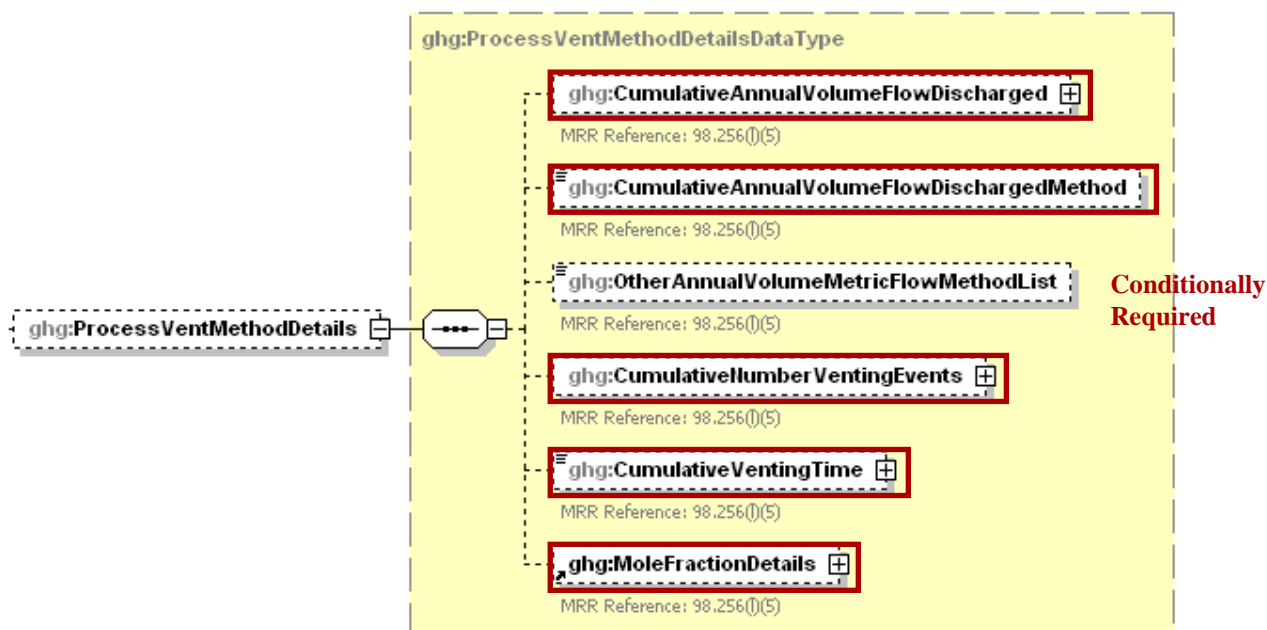 ghg:ProcessVentMethodDetailsDataType
ghg:CumulativeAnnualVolumeFlowDischarged
MRR Reference: 98.256(l)(5)
ghg:CumulativeAnnualVolumeFlowDischargedMethod
MRR Reference: 98.256(l)(5)
ghg:OtherAnnualVolumeMetricFlowMethodList
Conditionally
Required
MRR Reference: 98.256(l)(5)
ghg:ProcessVentMethodDetails
ghg:CumulativeNumberVentingEvents
MRR Reference: 98.256(l)(5)
ghg:CumulativeVentingTime
MRR Reference: 98.256(l)(5)
ghg:MoleFractionDetails
MRR Reference: 98.256(l)(5)